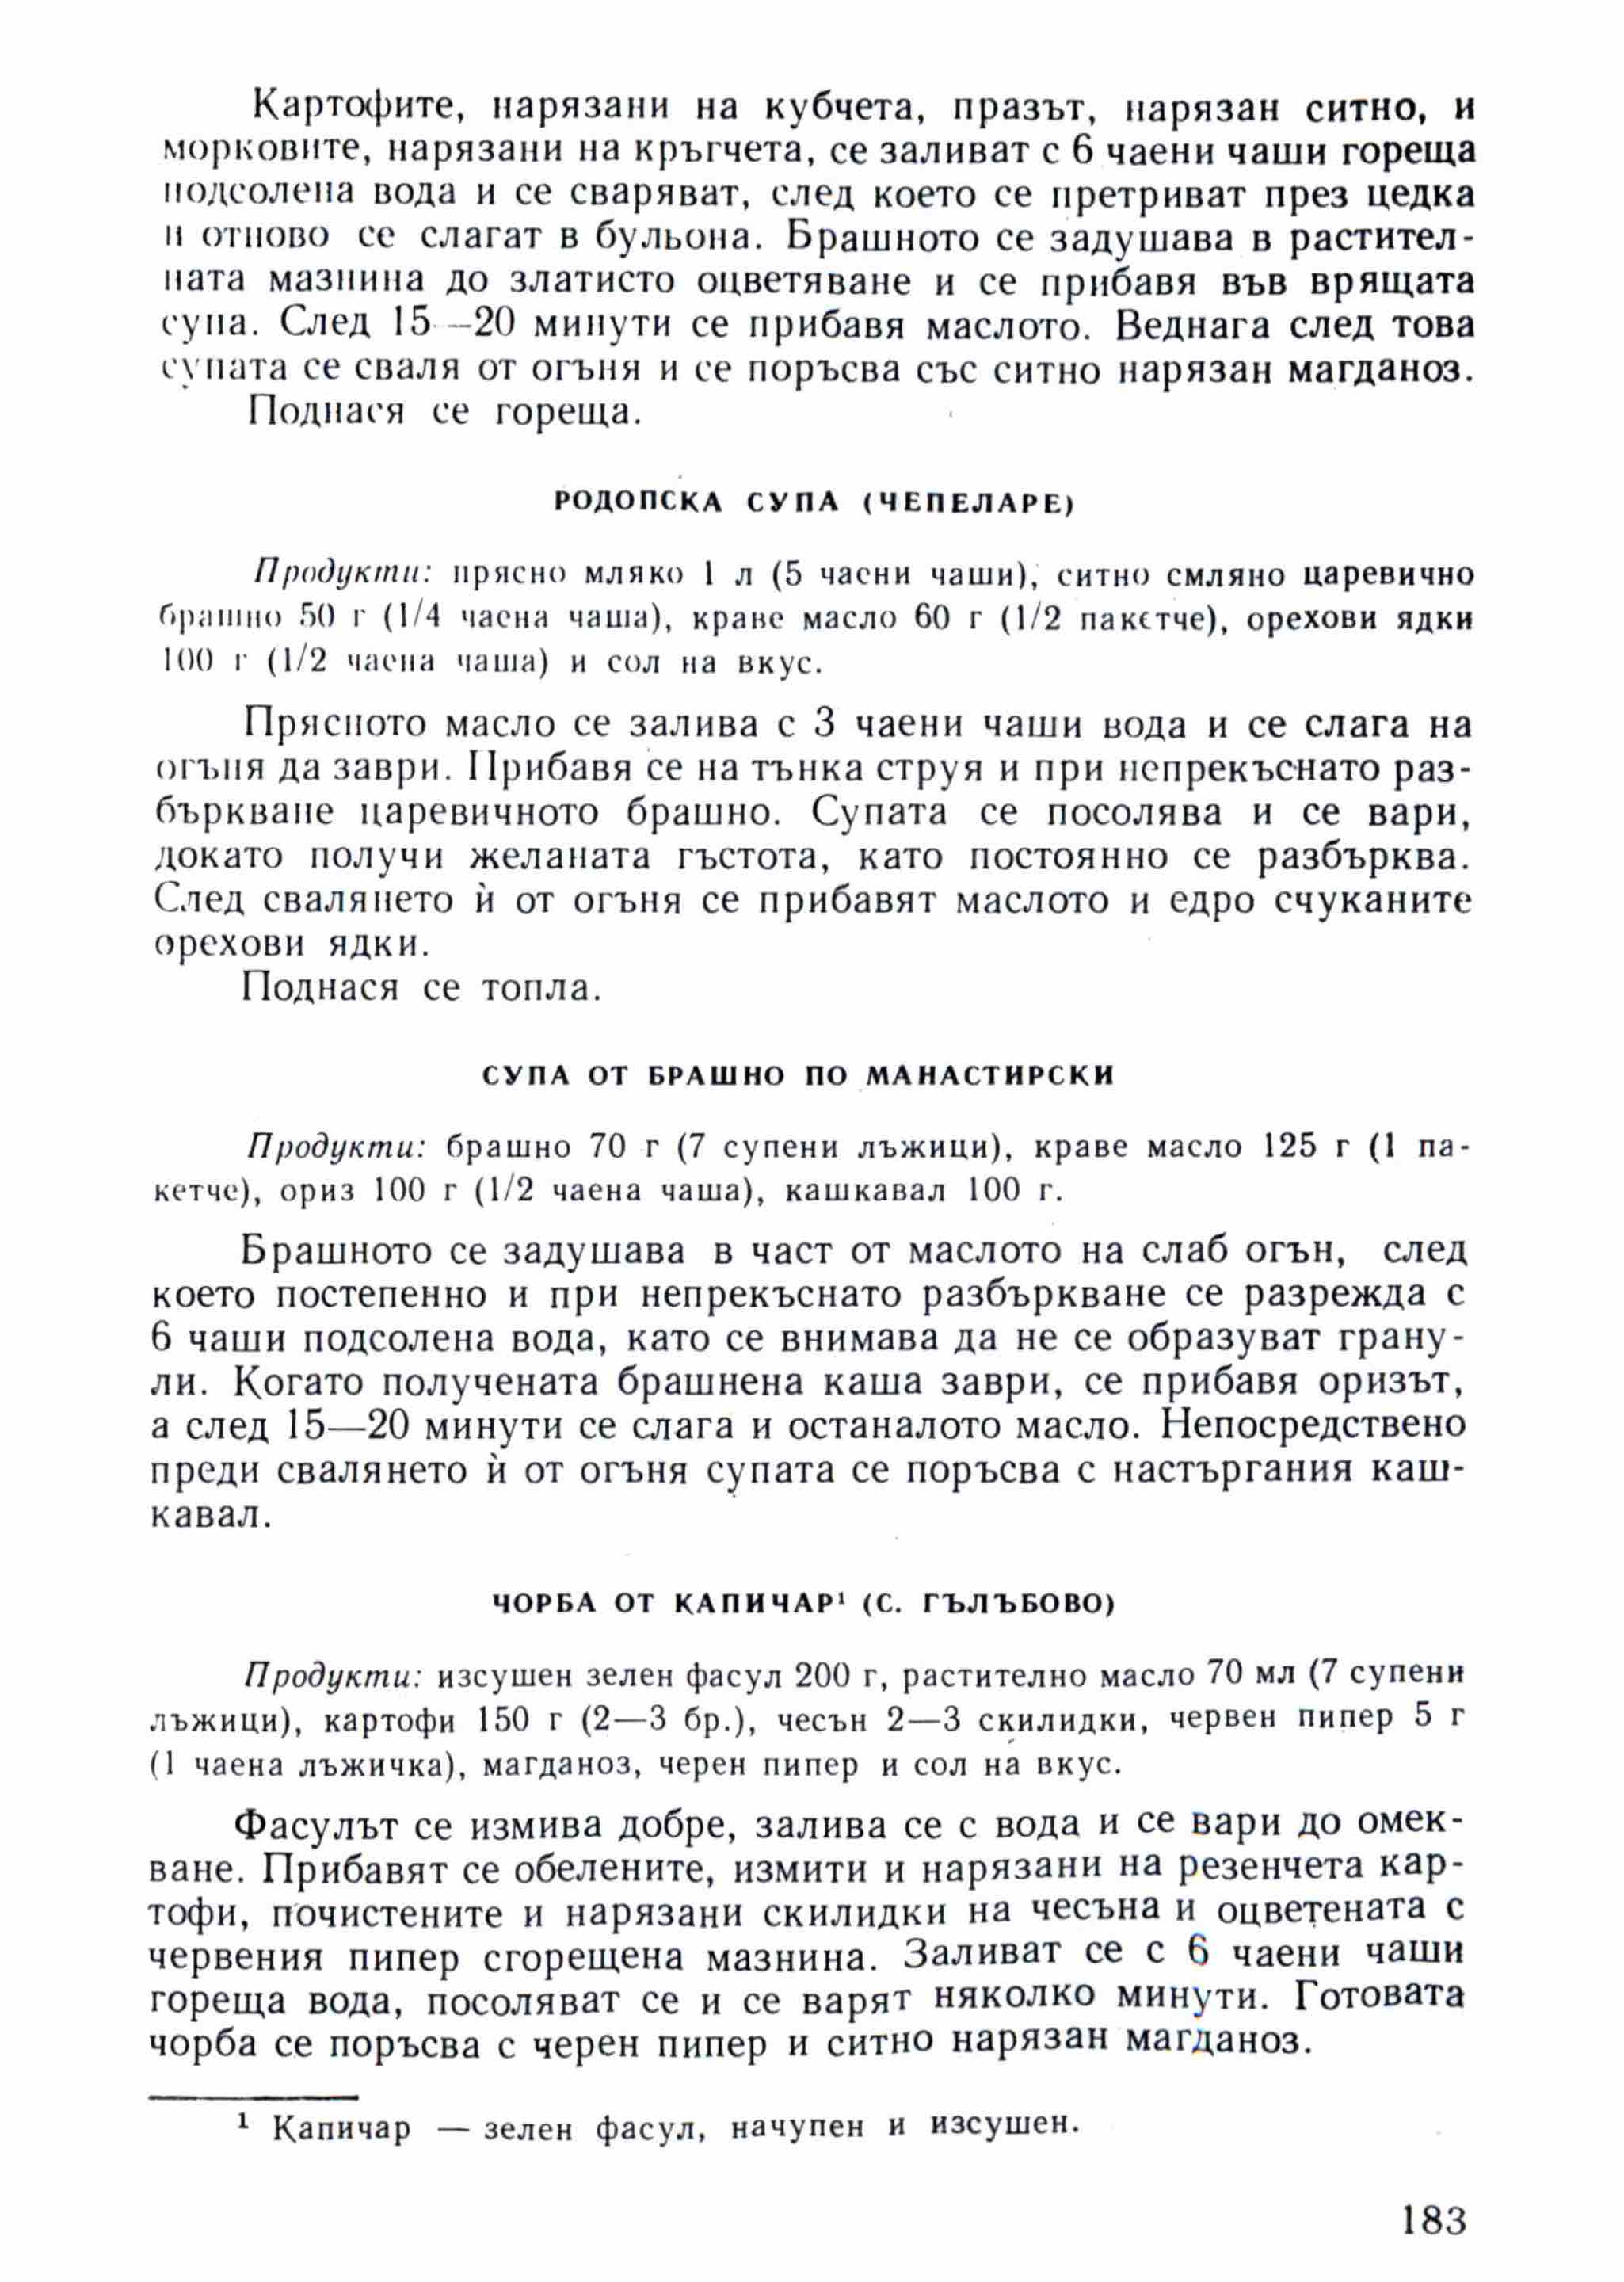 Картофите, нарязани на кубчета, празът, нарязан ситно, и
морковите, нарязани на кръгчета, се заливат с 6 чаени чаши гореща
подсолена вода и се сваряват, след което се претриват през цедка
и отново се слагат в бульона. Брашното се задушава в растител-
ната мазнина до златисто оцветяване и се прибавя във врящата
супа. След 15—20 минути се прибавя маслото. Веднага след това
супата се сваля от огъня и се поръсва със ситно нарязан магданоз.
Поднася се гореща.
РОДОПСКА СУПА (ЧЕПЕЛАРЕ)
Продукти: прясно мляко 1 л (5 чаени чаши), ситно смляно царевично
брашно 50 г (1/4 чаена чаша), краве масло 60 г (1/2 пакетче), орехови ядки
100 г (1/2 чаена чаша) и сол на вкус.
Прясното масло се залива с 3 чаени чаши вода и се слага на
огъня да заври. Прибавя се на тънка струя и при непрекъснато раз-
бъркване царевичното брашно. Супата се посолява и се вари,
докато получи желаната гъстота, като постоянно се разбърква.
След свалянето ѝ от огъня се прибавят маслото и едро счуканите
орехови ядки.
Поднася се топла.
СУПА ОТ БРАШНО ПО МАНАСТИРСКИ
Продукти: брашно 70 г (7 супени лъжици), краве масло 125 г (1 па-
кетче), ориз 100 г (1/2 чаена чаша), кашкавал 100 г.
Брашното се задушава в част от маслото на слаб огън, след
което постепенно и при непрекъснато разбъркване се разрежда с
6 чаши подсолена вода, като се внимава да не се образуват грану-
ли. Когато получената брашнена каша заври, се прибавя оризът,
а след 15—20 минути се слага и останалото масло. Непосредствено
преди свалянето ѝ от огъня супата се поръсва с настъргания каш-
кавал.
ЧОРБА ОТ КАПИЧАР¹ (С. ГЪЛЪБОВО)
Продукти: изсушен зелен фасул 200 г, растително масло 70 мл (7 супени
лъжици), картофи 150 г (2—3 бр.), чесън 2—3 скилидки, червен пипер 5 г
(1 чаена лъжичка), магданоз, черен пипер и сол на вкус.
Фасулът се измива добре, залива се с вода и се вари до омек-
ване. Прибавят се обелените, измити и нарязани на резенчета кар-
тофи, почистените и нарязани скилидки на чесъна и оцветената с
червения пипер сгорещена мазнина. Заливат се с 6 чаени чаши
гореща вода, посоляват се и се варят няколко минути. Готовата
чорба се поръсва с черен пипер и ситно нарязан магданоз.
¹ Капичар — зелен фасул, начупен и изсушен.
183